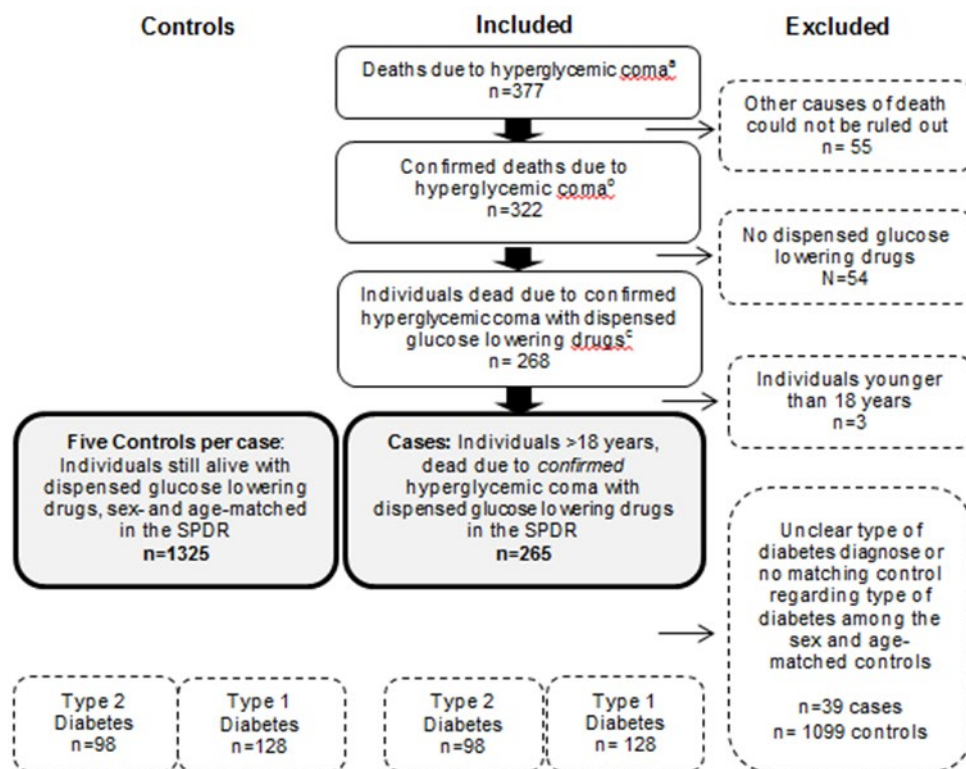 Controls
Included
Excluded
Deaths due to hyperglycemic comaª
n=377
Other causes of death
could not be ruled out
n= 55
Confirmed deaths due to
hyperglycemic coma
n=322
No dispensed glucose
lowering drugs
N=54
Individuals dead due to confirmed
hyperglycemic coma with dispensed
glucose lowering drugsᶜ
n= 268
Individuals younger
than 18 years
n=3
Five Controls per case:
Individuals still alive with
dispensed glucose lowering
drugs, sex- and age-matched
in the SPDR
n=1325
Cases: Individuals >18 years,
dead due to confirmed
hyperglycemic coma with
dispensed glucose lowering drugs
in the SPDR
n=265
Unclear type of
diabetes diagnose or
no matching control
regarding type of
diabetes among the
sex and age-
matched controls
n=39 cases
n= 1099 controls
Type 2
Diabetes
n=98
Type 1
Diabetes
n=128
Type 2
Diabetes
n=98
Type 1
Diabetes
n= 128